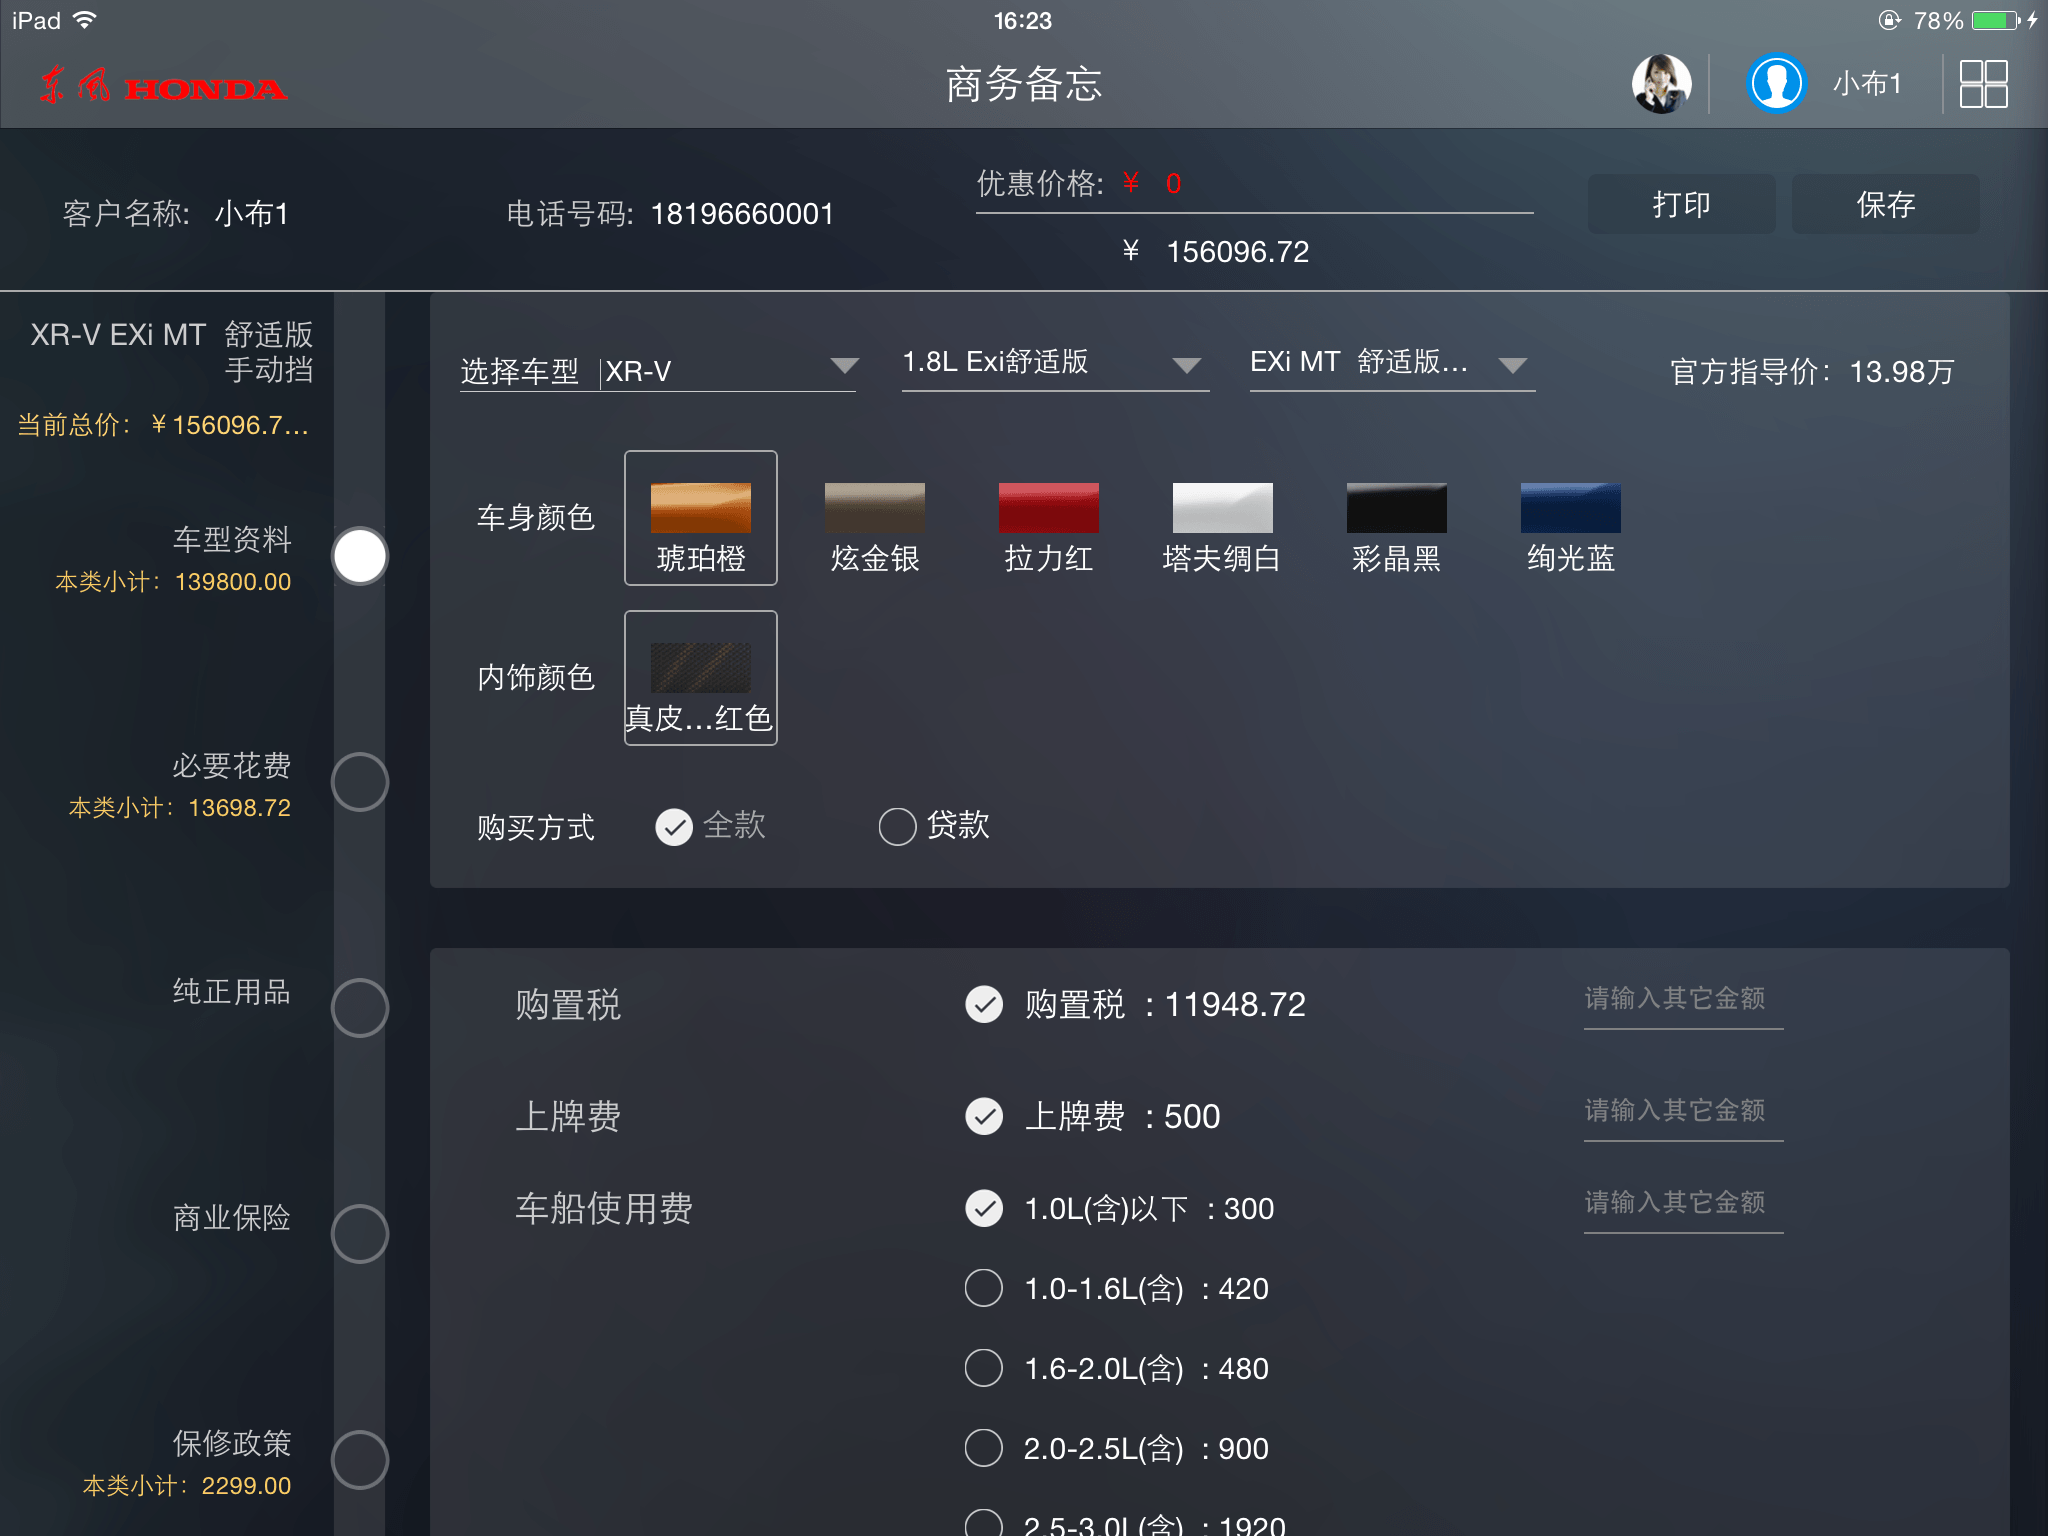 iPad 16:23 78%
东风 HONDA 商务备忘 小布1
优惠价格: ¥ 0
客户名称: 小布1 电话号码: 18196660001 打印 保存
¥ 156096.72
XR-V EXi MT 舒适版
手动挡
当前总价: ¥156096.7...
车型资料
本类小计: 139800.00
必要花费
本类小计: 13698.72
纯正用品
商业保险
保修政策
本类小计: 2299.00
选择车型 XR-V 1.8L Exi舒适版 EXi MT 舒适版... 官方指导价: 13.98万
车身颜色
琥珀橙 炫金银 拉力红 塔夫绸白 彩晶黑 绚光蓝
内饰颜色
真皮...红色
购买方式 全款 贷款
购置税 购置税 : 11948.72 请输入其它金额
上牌费 上牌费 : 500 请输入其它金额
车船使用费 1.0L(含)以下 : 300 请输入其它金额
1.0-1.6L(含) : 420
1.6-2.0L(含) : 480
2.0-2.5L(含) : 900
2.5-3.0L(含) : 1920